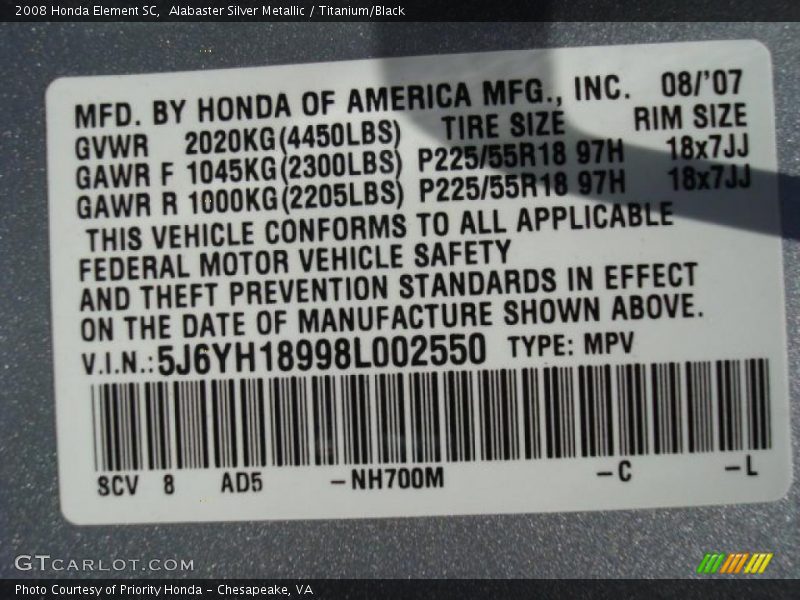 2008 Honda Element SC,  Alabaster Silver Metallic / Titanium/Black
MFD. BY HONDA OF AMERICA MFG., INC. 08/'07
GVWR 2020KG(4450LBS) TIRE SIZE RIM SIZE
GAWR F 1045KG(2300LBS) P225/55R18 97H 18x7JJ
GAWR R 1000KG(2205LBS) P225/55R18 97H 18x7JJ
THIS VEHICLE CONFORMS TO ALL APPLICABLE
FEDERAL MOTOR VEHICLE SAFETY
AND THEFT PREVENTION STANDARDS IN EFFECT
ON THE DATE OF MANUFACTURE SHOWN ABOVE.
V.I.N.:5J6YH18998L002550 TYPE: MPV
SCV 8 AD5 -NH700M -C -L
GTCARLOT.COM
Photo Courtesy of Priority Honda - Chesapeake, VA